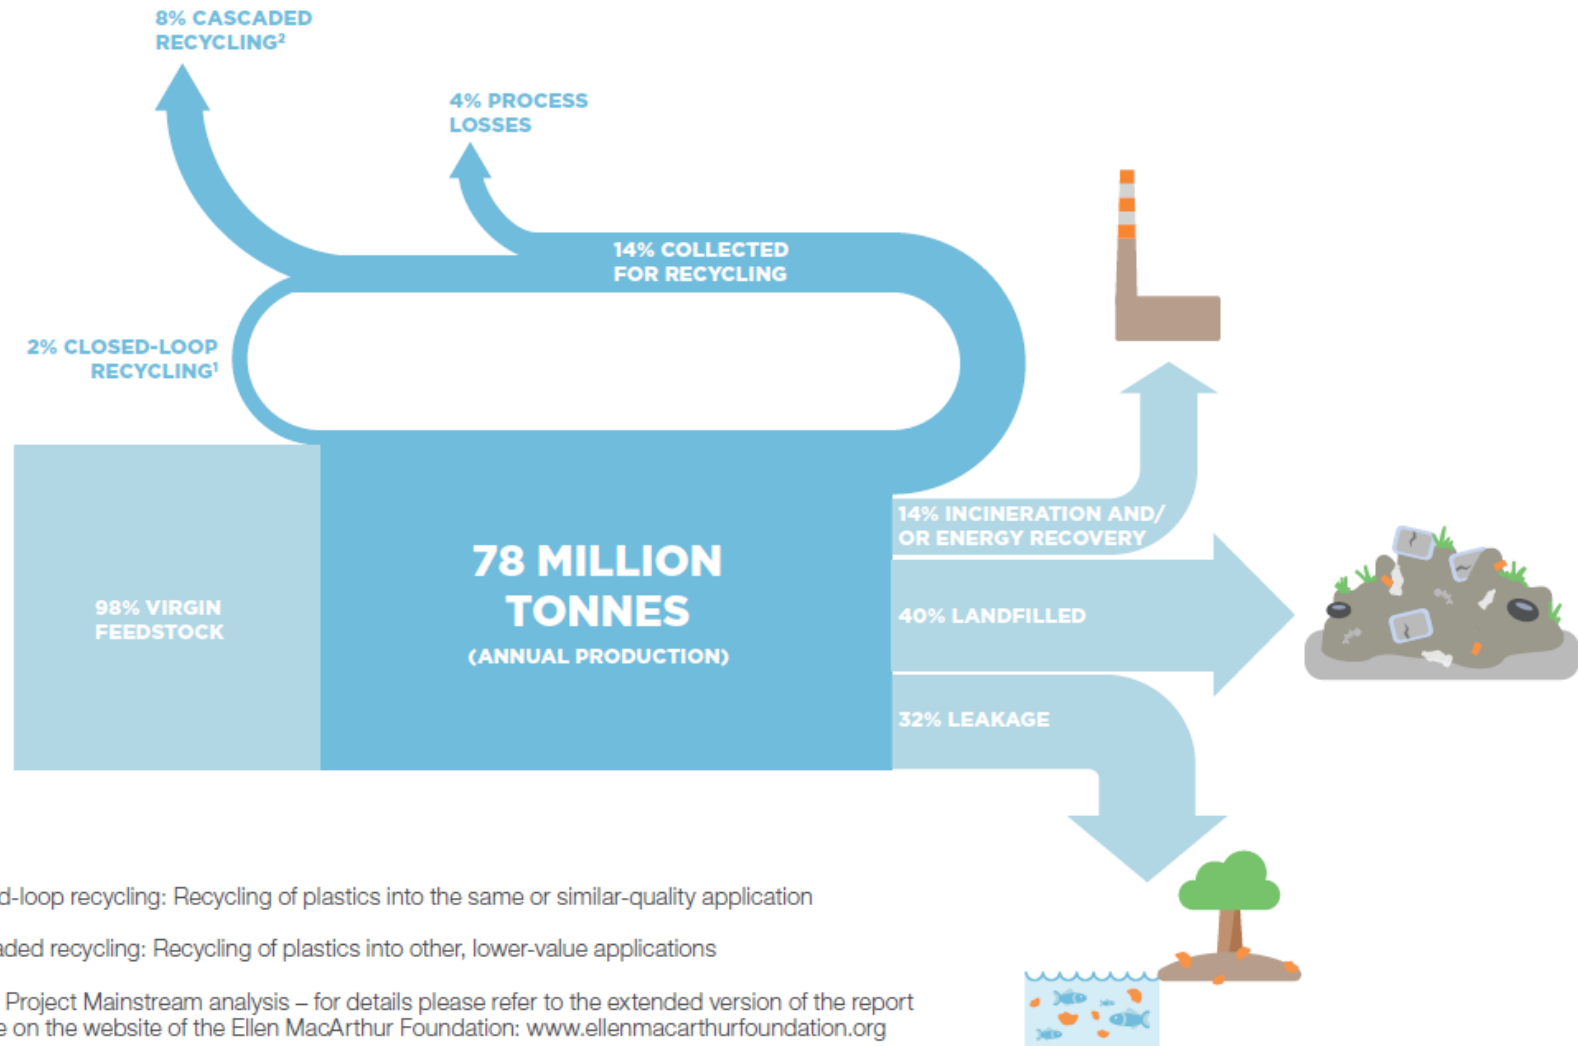 8% CASCADED
RECYCLING²
4% PROCESS
LOSSES
14% COLLECTED
FOR RECYCLING
2% CLOSED-LOOP
RECYCLING¹
98% VIRGIN
FEEDSTOCK
78 MILLION
TONNES
(ANNUAL PRODUCTION)
14% INCINERATION AND/
OR ENERGY RECOVERY
40% LANDFILLED
32% LEAKAGE
d-loop recycling: Recycling of plastics into the same or similar-quality application
aded recycling: Recycling of plastics into other, lower-value applications
Project Mainstream analysis – for details please refer to the extended version of the report
e on the website of the Ellen MacArthur Foundation: www.ellenmacarthurfoundation.org